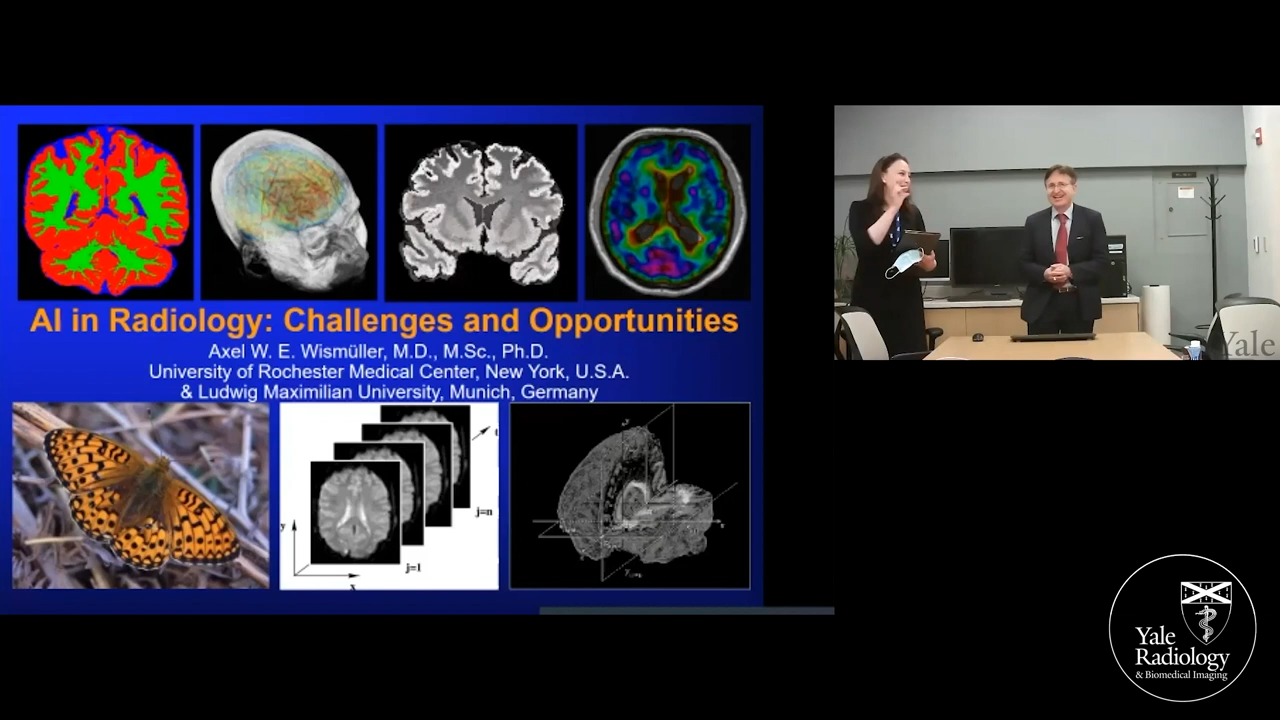 AI in Radiology: Challenges and Opportunities
Axel W. E. Wismüller, M.D., M.Sc., Ph.D.
University of Rochester Medical Center, New York, U.S.A.
& Ludwig Maximilian University, Munich, Germany
y
x
j=1
j=n
t
Yale
Yale
Radiology
& Biomedical Imaging